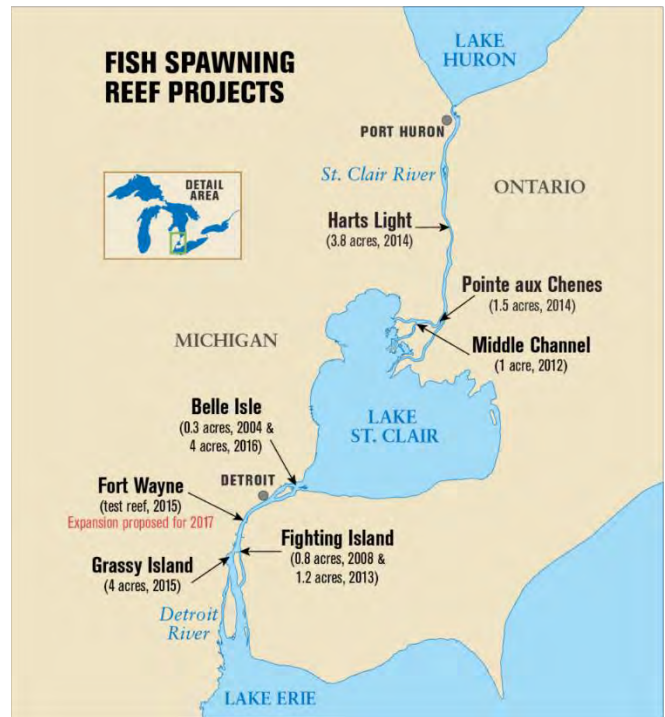 FISH SPAWNING
REEF PROJECTS
LAKE
HURON
PORT HURON
St. Clair River
ONTARIO
DETAIL
AREA
Harts Light
(3.8 acres, 2014)
Pointe aux Chenes
(1.5 acres, 2014)
MICHIGAN
Middle Channel
(1 acre, 2012)
Belle Isle
(0.3 acres, 2004 &
4 acres, 2016)
LAKE
ST. CLAIR
DETROIT
Fort Wayne
(test reef, 2015)
Expansion proposed for 2017
Fighting Island
(0.8 acres, 2008 &
1.2 acres, 2013)
Grassy Island
(4 acres, 2015)
Detroit
River
LAKE ERIE